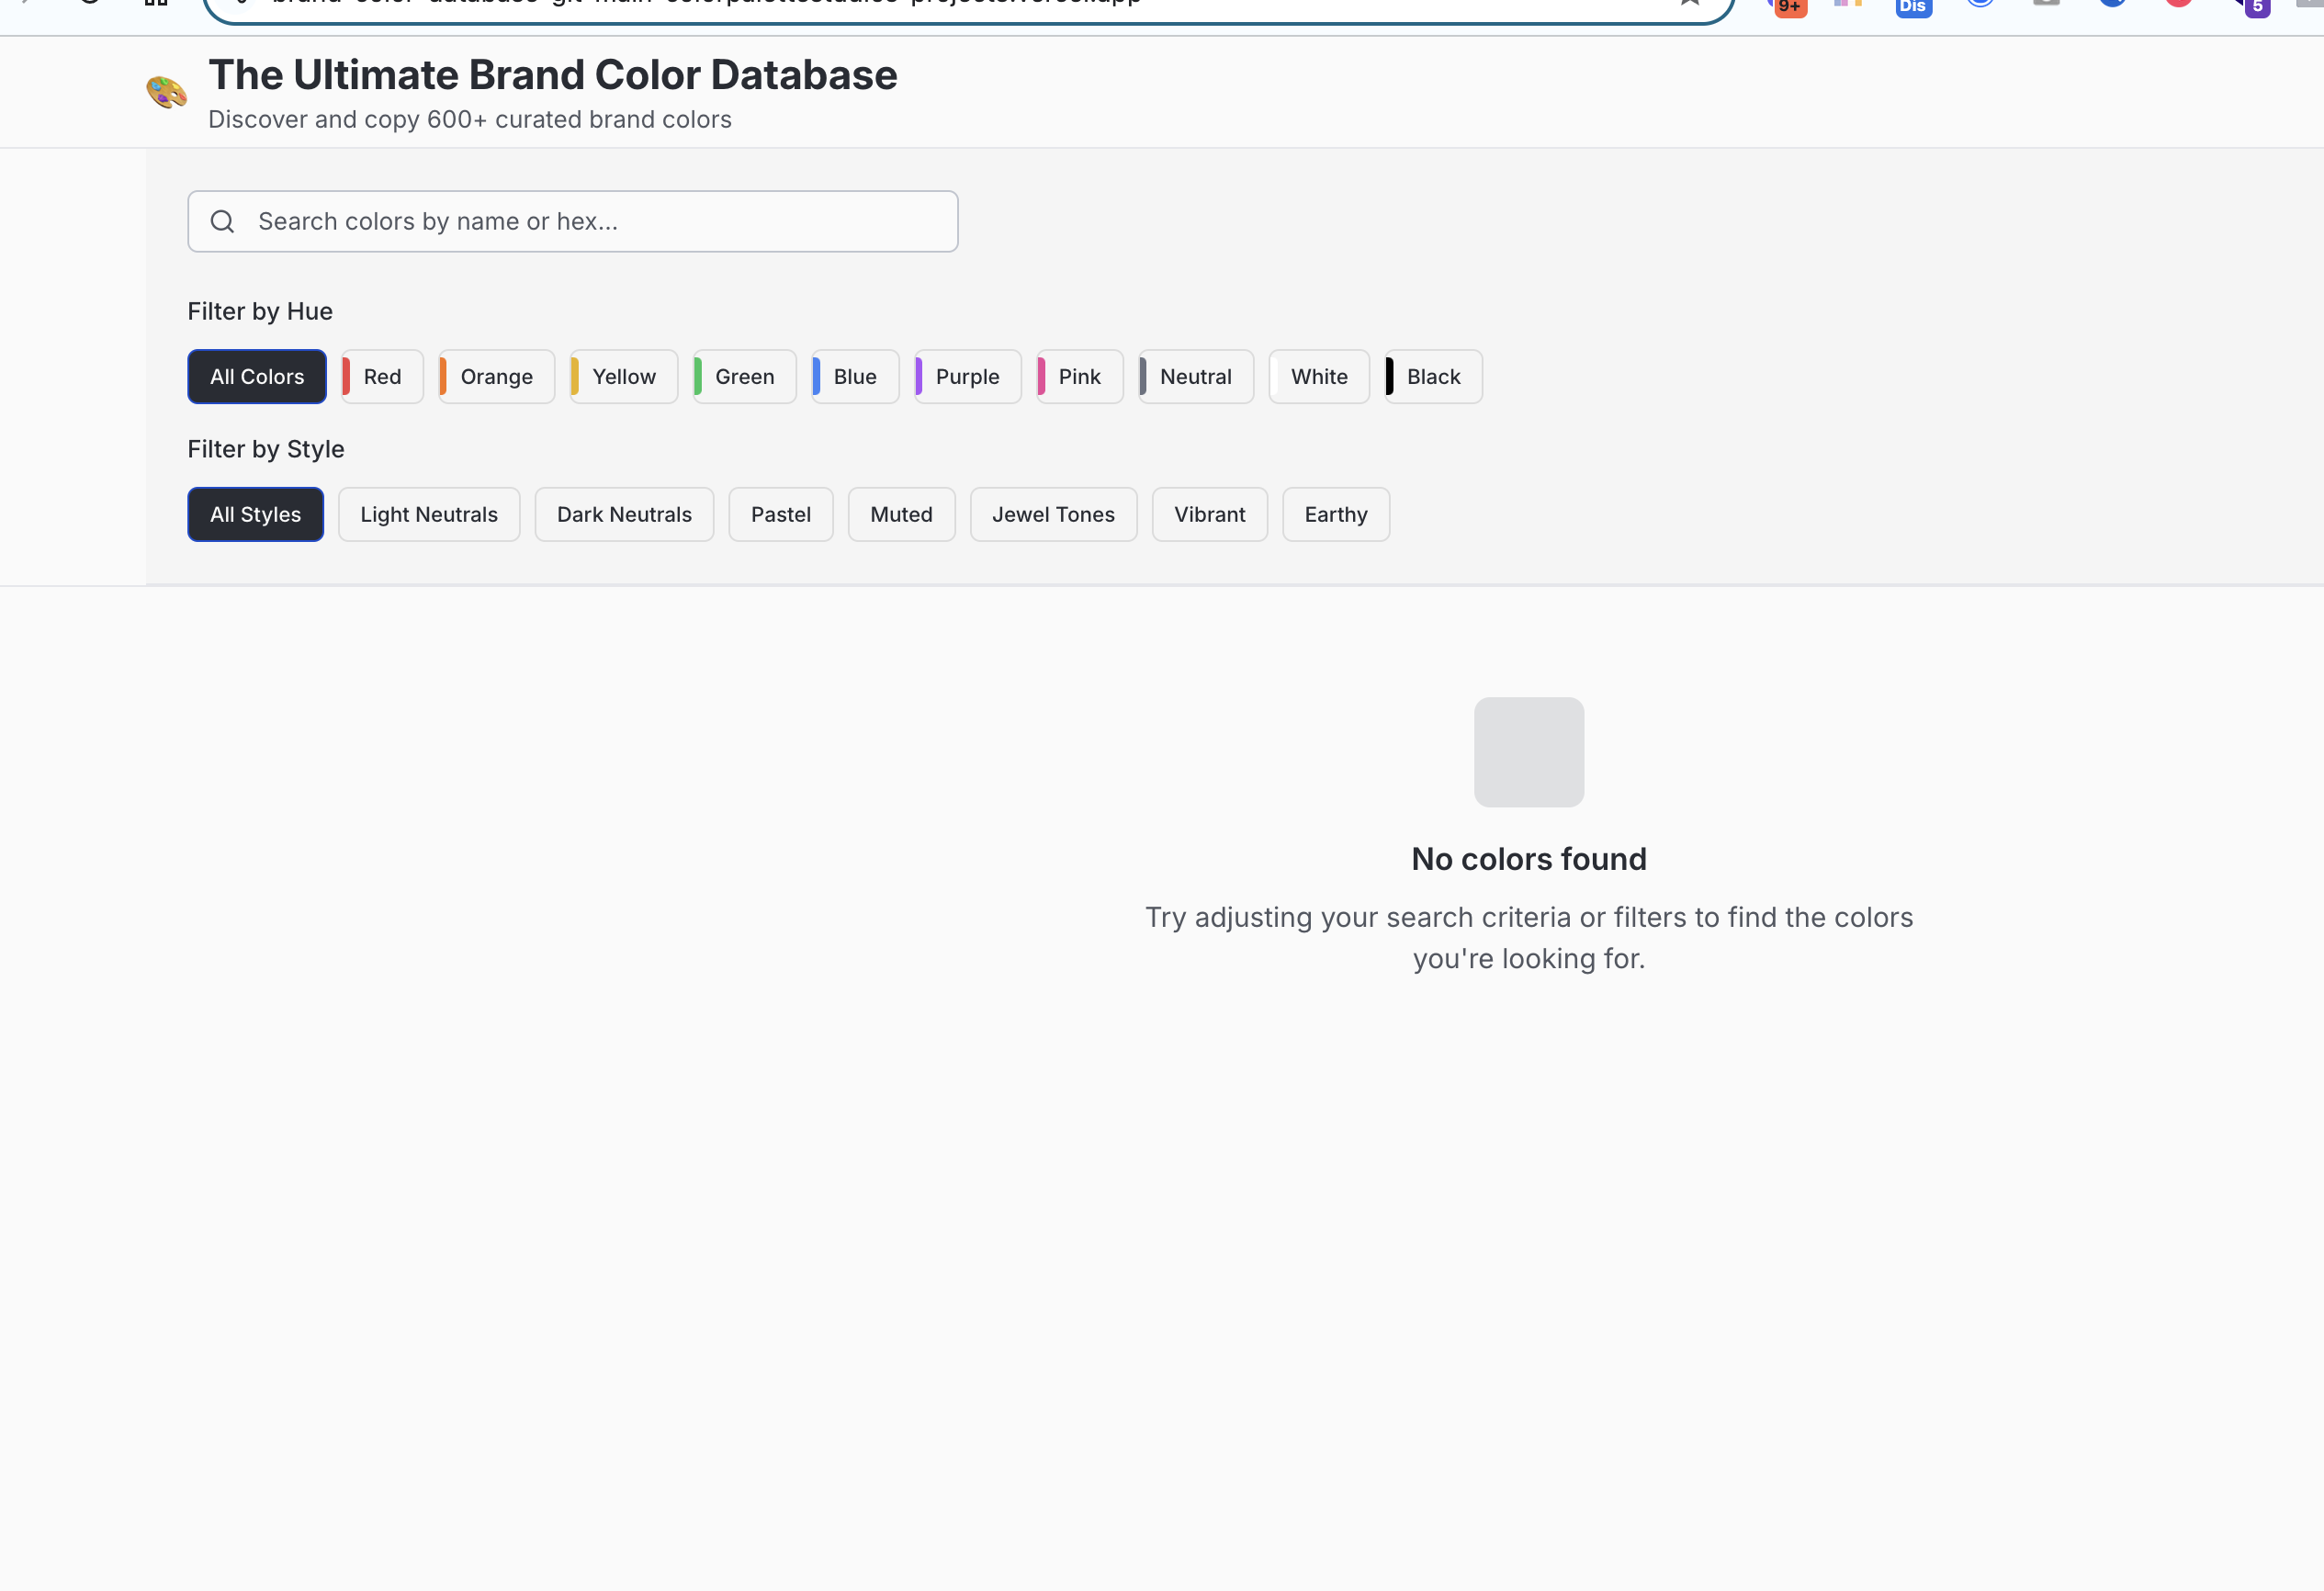 9+
Dis
5
The Ultimate Brand Color Database
Discover and copy 600+ curated brand colors
Search colors by name or hex...
Filter by Hue
All Colors Red Orange Yellow Green Blue Purple Pink Neutral White Black
Filter by Style
All Styles Light Neutrals Dark Neutrals Pastel Muted Jewel Tones Vibrant Earthy
No colors found
Try adjusting your search criteria or filters to find the colors
you're looking for.